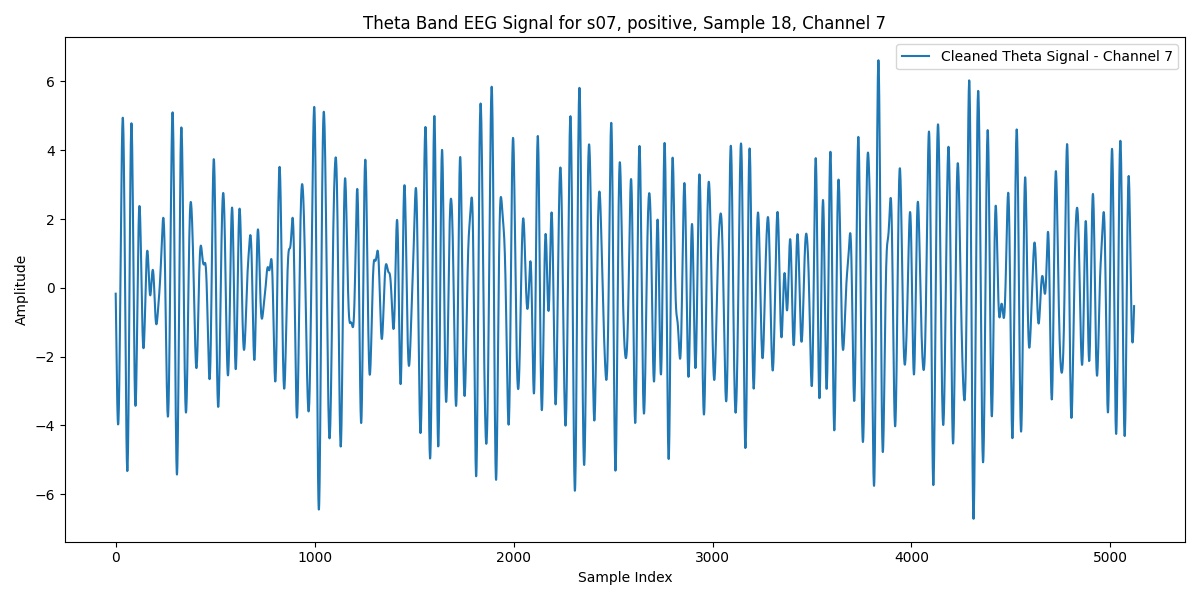 Theta Band EEG Signal for s07, positive, Sample 18, Channel 7
Cleaned Theta Signal - Channel 7
Amplitude
6
4
2
0
−2
−4
−6
0 1000 2000 3000 4000 5000
Sample Index